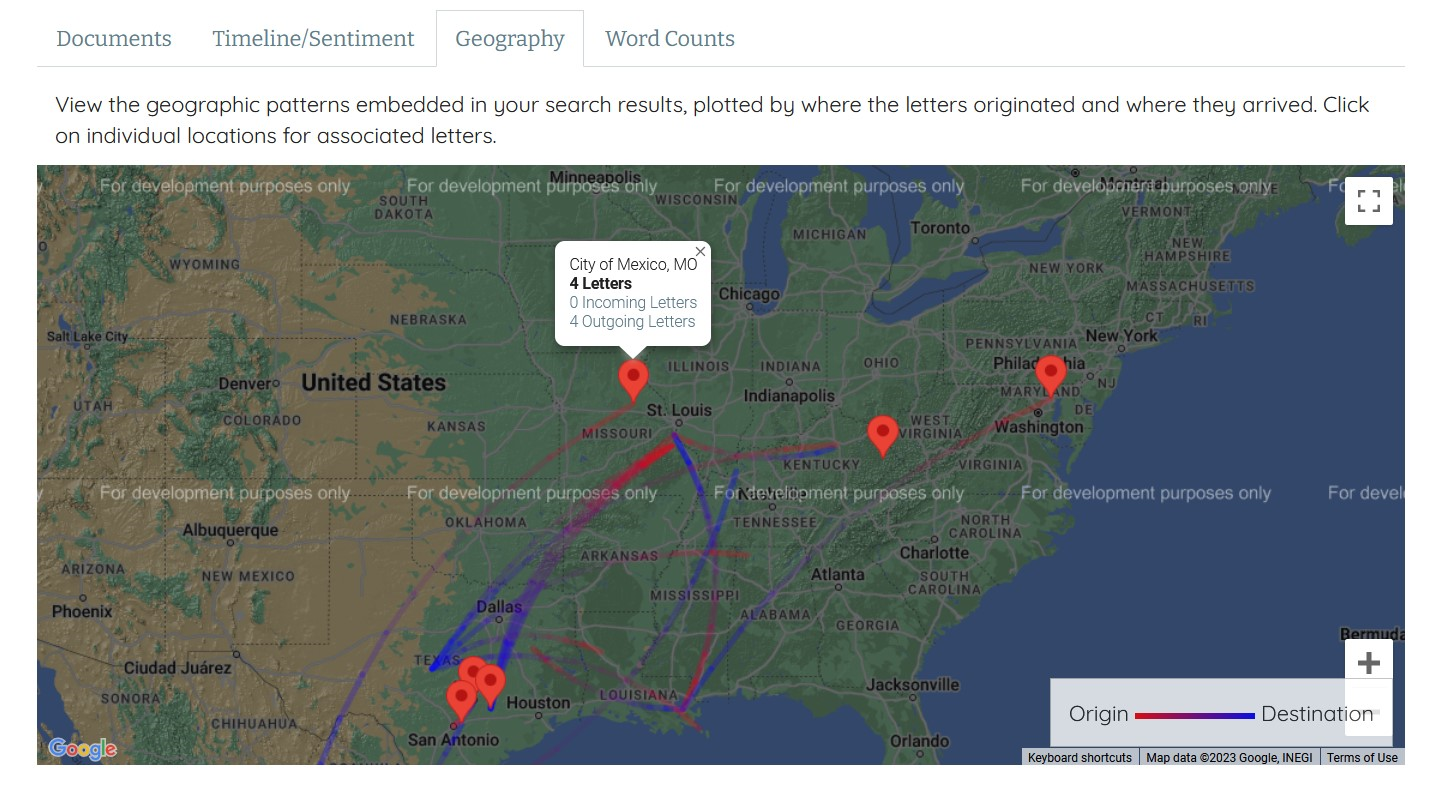 Documents
Timeline/Sentiment
Geography
Word Counts
View the geographic patterns embedded in your search results, plotted by where the letters originated and where they arrived. Click
on individual locations for associated letters.
For development purposes only
For development purposes only
For development purposes only
For development purposes only
Minneapolis
Montreal
SOUTH
DAKOTA
WISCONSIN
VERMONT
MICHIGAN
Toronto
NEW
HAMPSHIRE
WYOMING
NEW YORK
MASSACHUSETTS
City of Mexico, MO
4 Letters
0 Incoming Letters
4 Outgoing Letters
Chicago
NEBRASKA
CT
RI
Salt Lake City
PENNSYLVANIA
New York
ILLINOIS
INDIANA
OHIO
Denver
United States
NJ
MARYLAND
UTAH
Indianapolis
DE
St. Louis
COLORADO
KANSAS
MISSOURI
WEST
VIRGINIA
Washington
KENTUCKY
VIRGINIA
For development purposes only
For development purposes only
For development purposes only
For development purposes only
OKLAHOMA
TENNESSEE
NORTH
CAROLINA
Albuquerque
ARKANSAS
Charlotte
ARIZONA
NEW MEXICO
Atlanta
SOUTH
CAROLINA
Phoenix
Dallas
MISSISSIPPI
ALABAMA
GEORGIA
TEXAS
Ciudad Juárez
SONORA
LOUISIANA
Jacksonville
Houston
CHIHUAHUA
San Antonio
Orlando
Origin
Destination
Google
Keyboard shortcuts
Map data ©2023 Google, INEGI
Terms of Use